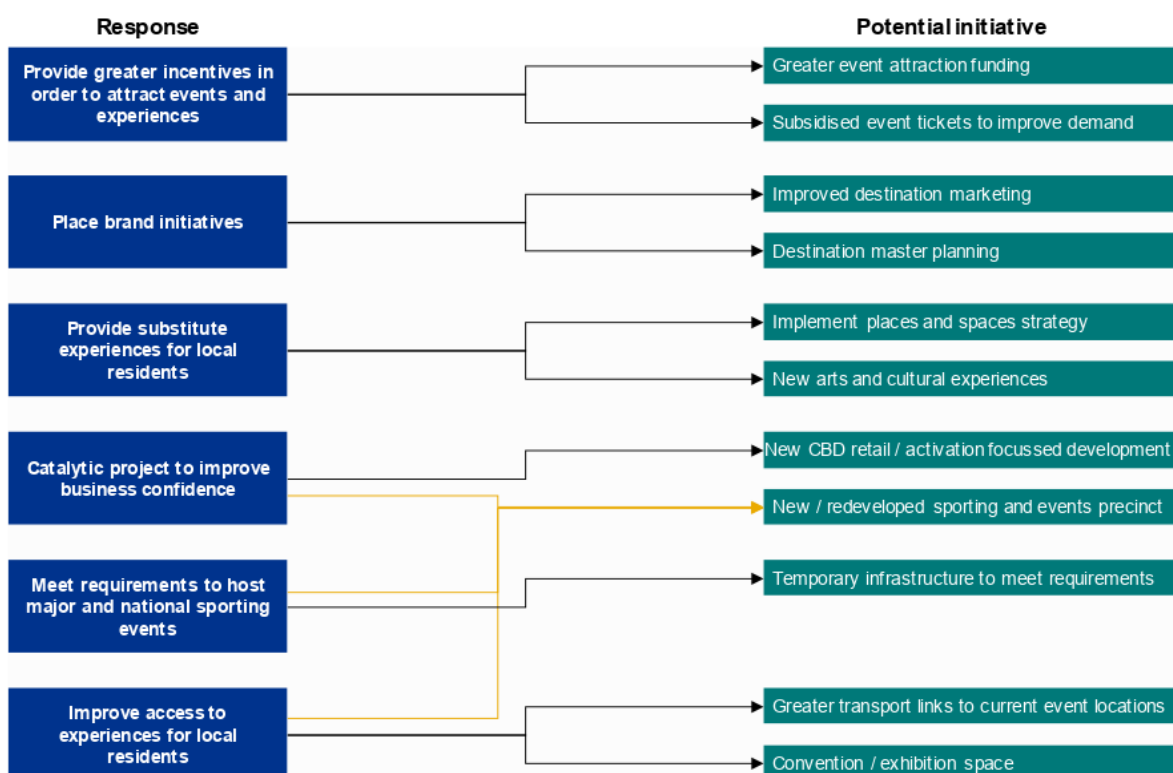 Response
Potential initiative
Provide greater incentives in
order to attract events and
experiences
Greater event attraction funding
Subsidised event tickets to improve demand
Place brand initiatives
Improved destination marketing
Destination master planning
Provide substitute
experiences for local
residents
Implement places and spaces strategy
New arts and cultural experiences
Catalytic project to improve
business confidence
New CBD retail / activation focussed development
New / redeveloped sporting and events precinct
Meet requirements to host
major and national sporting
events
Temporary infrastructure to meet requirements
Improve access to
experiences for local
residents
Greater transport links to current event locations
Convention / exhibition space